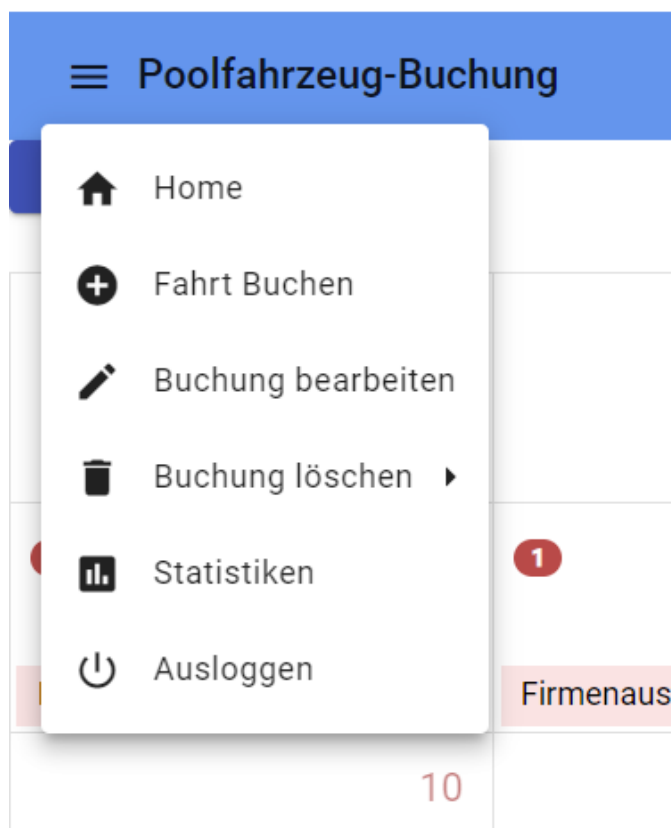 Poolfahrzeug-Buchung
Home
Fahrt Buchen
Buchung bearbeiten
Buchung löschen
1
Statistiken
Ausloggen
Firmenaus
10